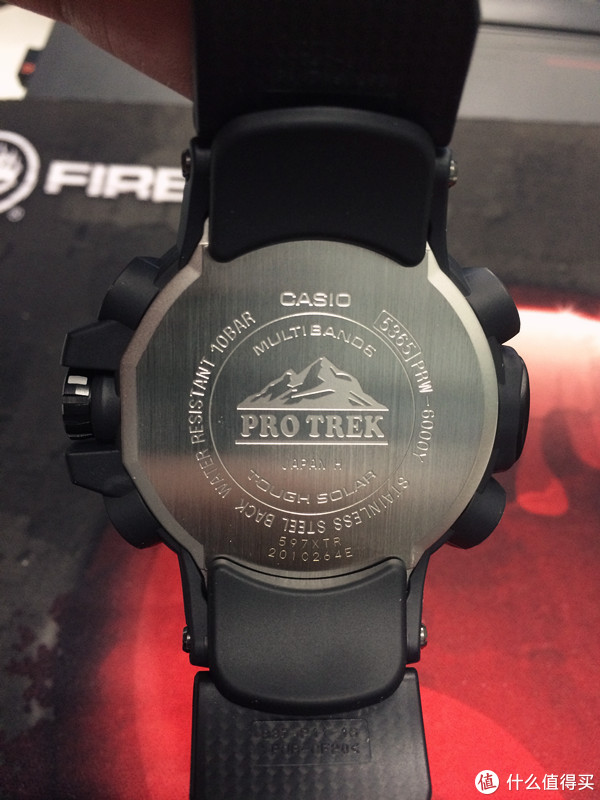 FIRE
CASIO
MULTIBAND6
WATER RESISTANT 10BAR
5365 PRW-6000Y
PRO TREK
JAPAN H
TOUGH SOLAR
STAINLESS STEEL BACK
597XTR
2010264E
值 什么值得买